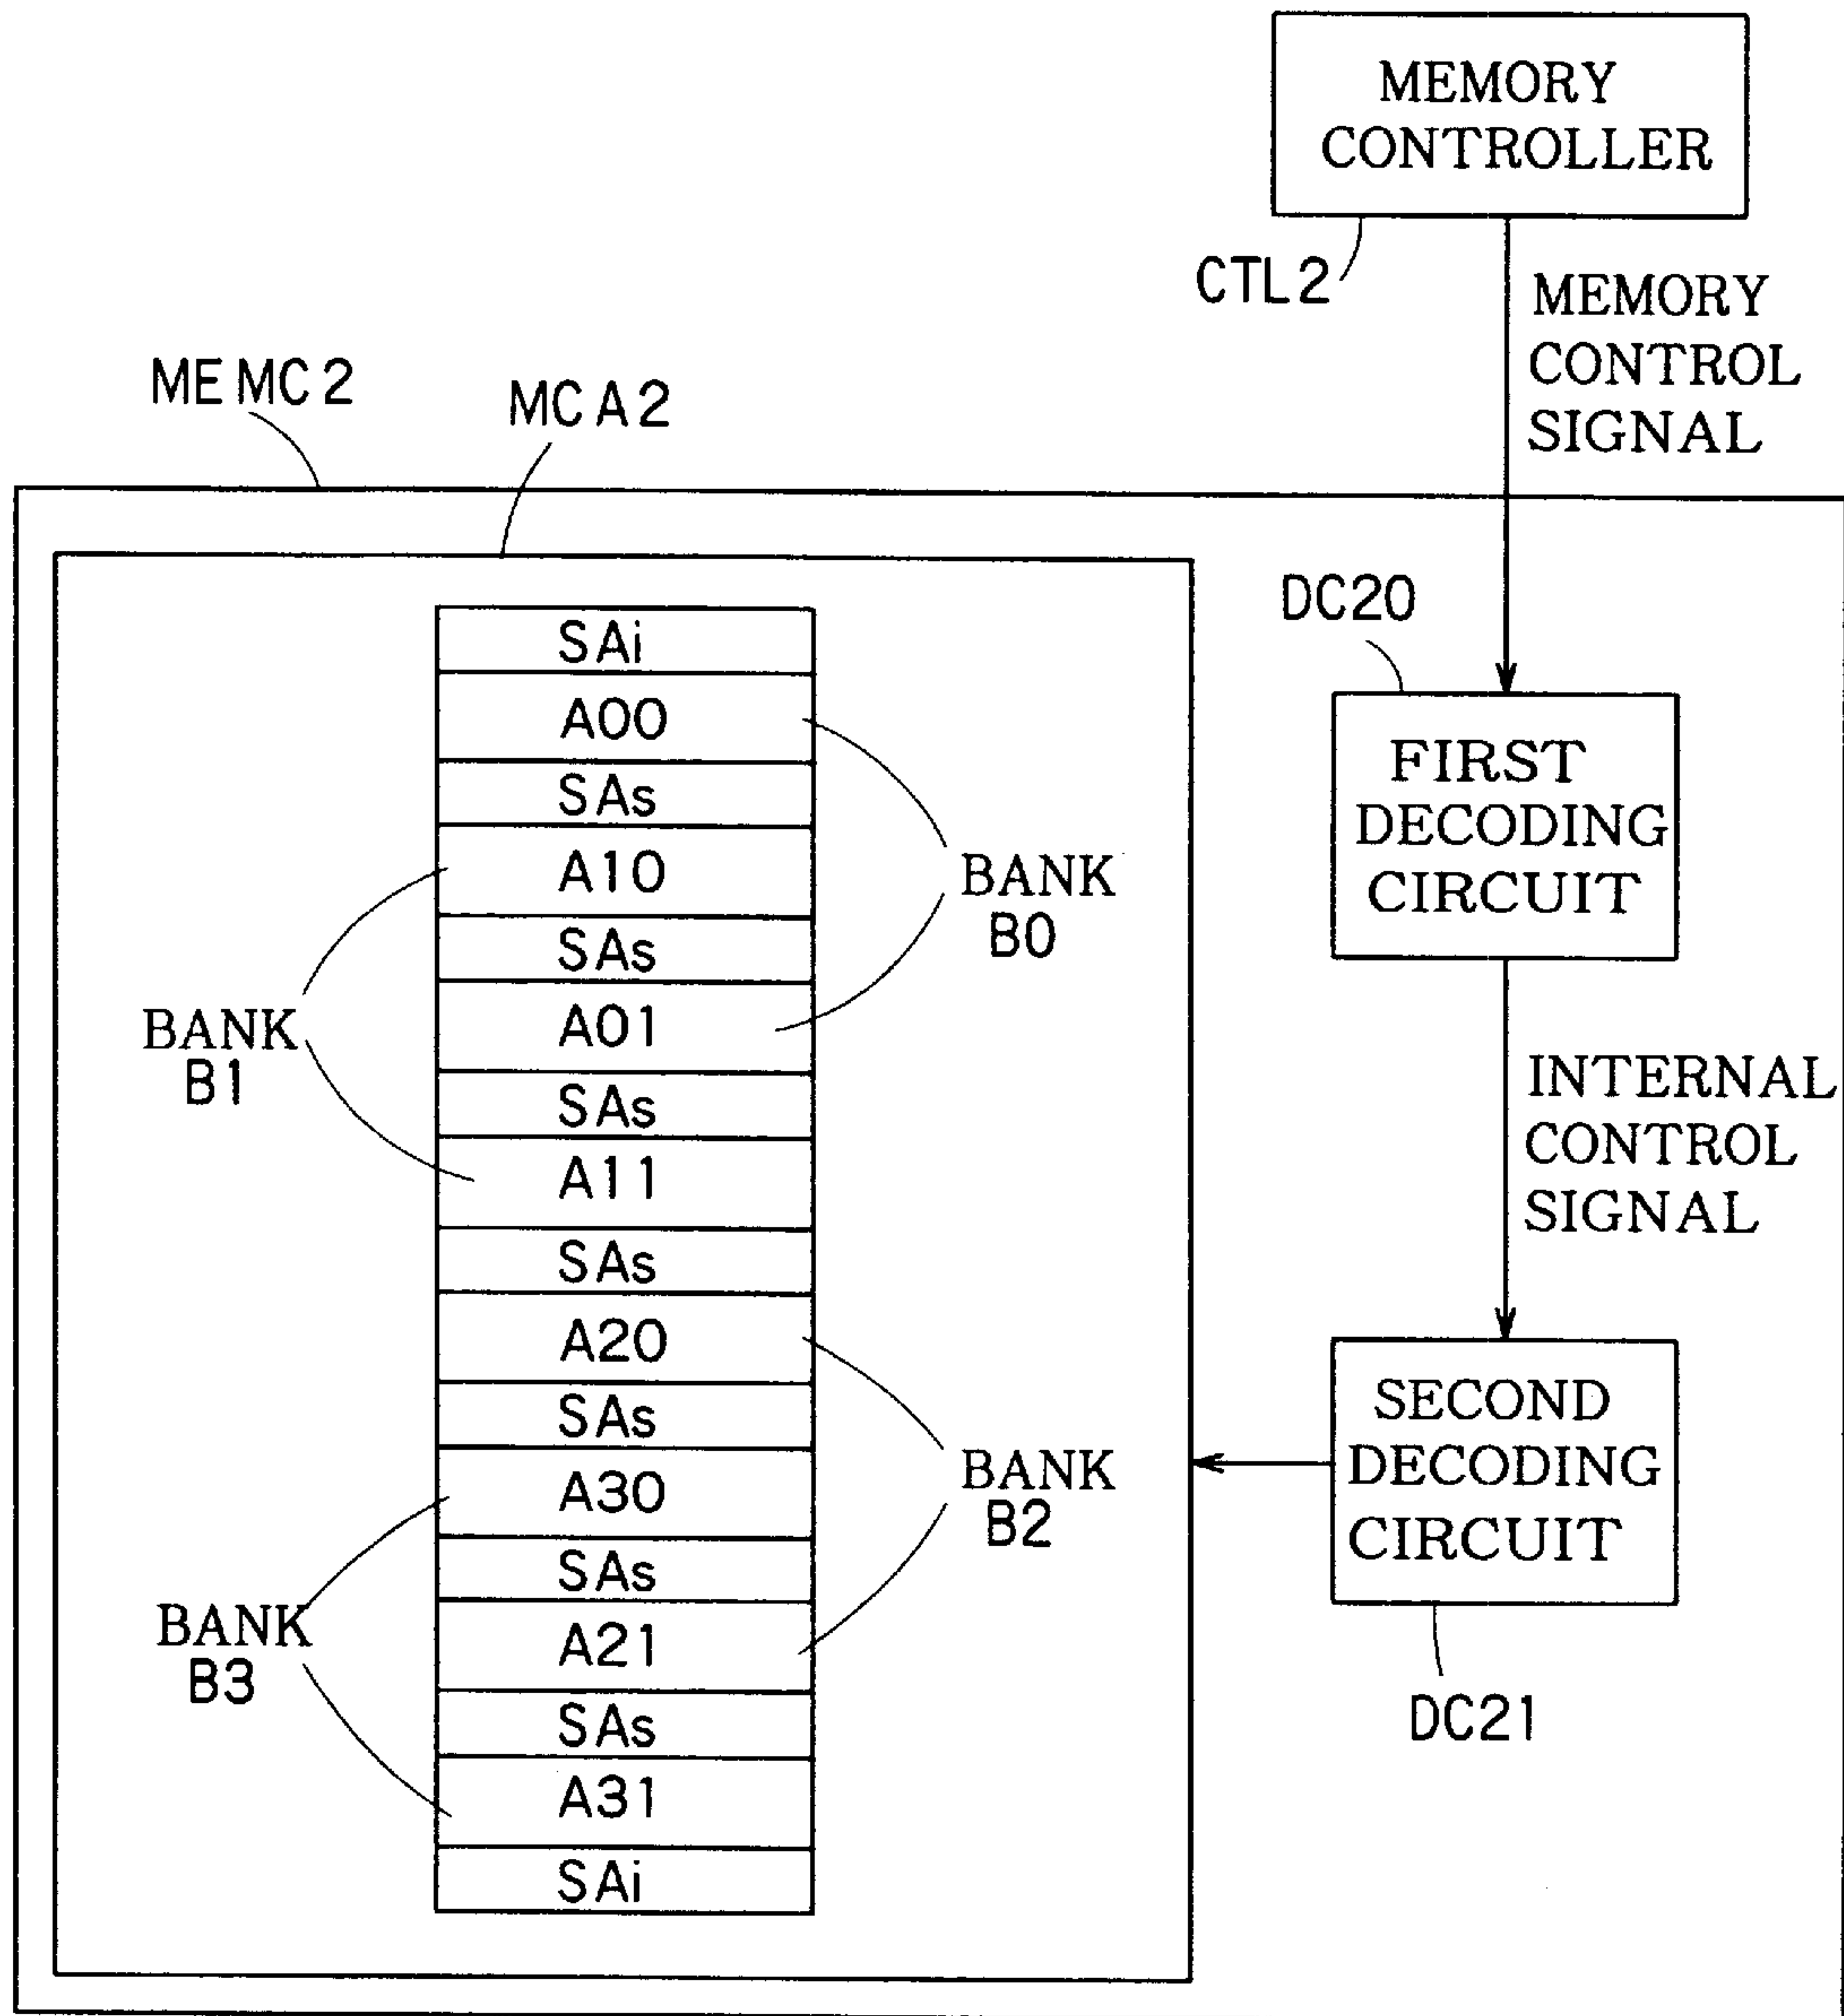 MEMORY
CONTROLLER
CTL2
MEMORY
CONTROL
SIGNAL
MEMC2
MCA2
DC20
SAi
A00
SAs
A10
SAs
A01
SAs
A11
SAs
A20
SAs
A30
SAs
A21
SAs
A31
SAi
BANK
B0
BANK
B1
BANK
B2
BANK
B3
FIRST
DECODING
CIRCUIT
INTERNAL
CONTROL
SIGNAL
SECOND
DECODING
CIRCUIT
DC21